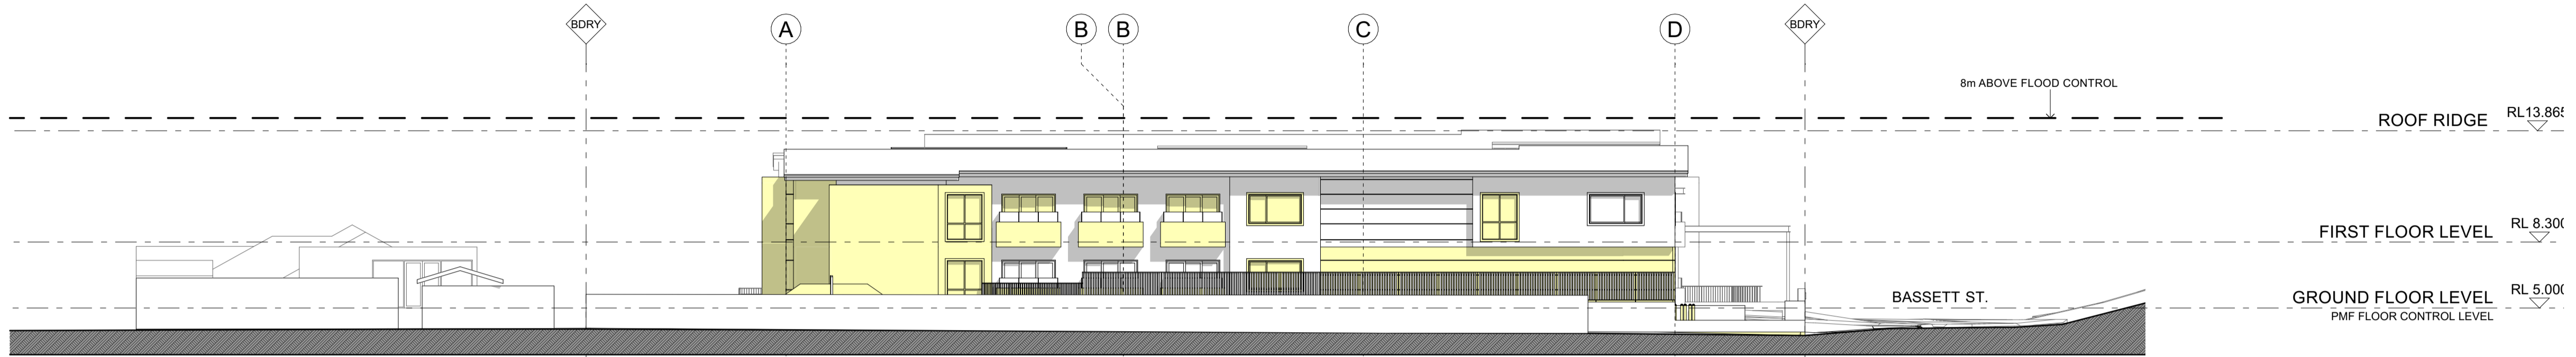 BDRY
A
B
B
C
D
BDRY
8m ABOVE FLOOD CONTROL
ROOF RIDGE
RL13.865
FIRST FLOOR LEVEL
RL 8.300
BASSETT ST.
GROUND FLOOR LEVEL
RL 5.000
PMF FLOOR CONTROL LEVEL